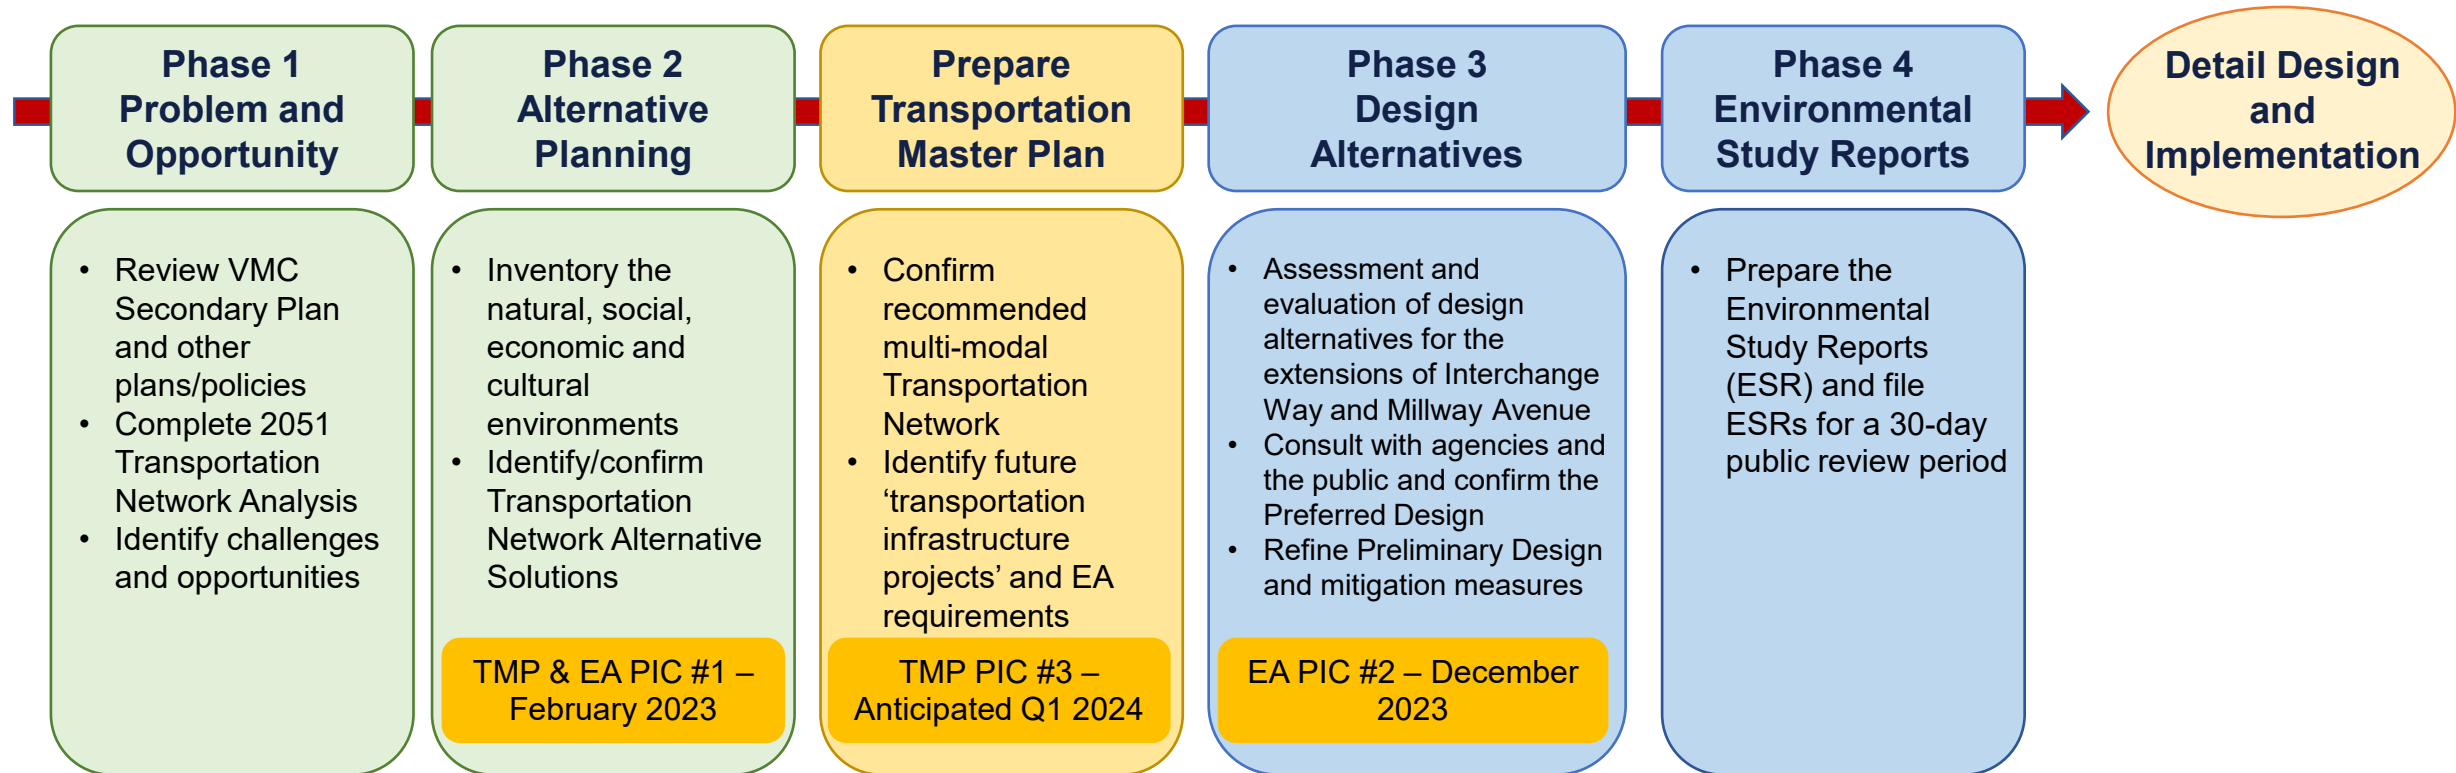 Phase 1
Problem and
Opportunity
Phase 2
Alternative
Planning
Prepare
Transportation
Master Plan
Phase 3
Design
Alternatives
Phase 4
Environmental
Study Reports
Detail Design
and
Implementation
• Review VMC
Secondary Plan
and other
plans/policies
• Complete 2051
Transportation
Network Analysis
• Identify challenges
and opportunities
• Inventory the
natural, social,
economic and
cultural
environments
• Identify/confirm
Transportation
Network Alternative
Solutions
TMP & EA PIC #1 –
February 2023
• Confirm
recommended
multi-modal
Transportation
Network
• Identify future
‘transportation
infrastructure
projects’ and EA
requirements
TMP PIC #3 –
Anticipated Q1 2024
• Assessment and
evaluation of design
alternatives for the
extensions of Interchange
Way and Millway Avenue
• Consult with agencies and
the public and confirm the
Preferred Design
• Refine Preliminary Design
and mitigation measures
EA PIC #2 – December
2023
• Prepare the
Environmental
Study Reports
(ESR) and file
ESRs for a 30-day
public review period